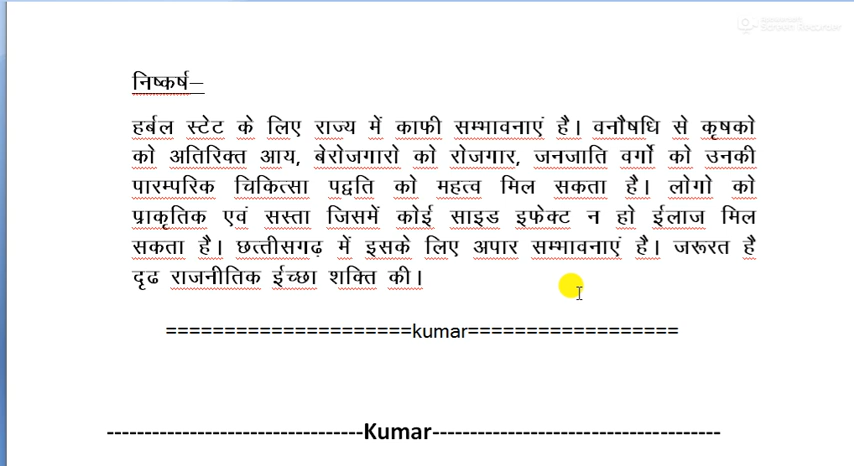 Screen Recorder
निष्कर्ष–
हर्बल स्टेट के लिए राज्य में काफी सम्भावनाएं है। वनौषधि से कृषको
को अतिरिक्त आय, बेरोजगारो को रोजगार, जनजाति वर्गो को उनकी
पारम्परिक चिकित्सा पद्वति को महत्व मिल सकता है। लोगो को
प्राकृतिक एवं सस्ता जिसमें कोई साइड इफेक्ट न हो ईलाज मिल
सकता है। छत्तीसगढ़ में इसके लिए अपार सम्भावनाएं है। जरूरत है
दृढ राजनीतिक ईच्छा शक्ति की।
=====================kumar==================
----------------------------------Kumar--------------------------------------